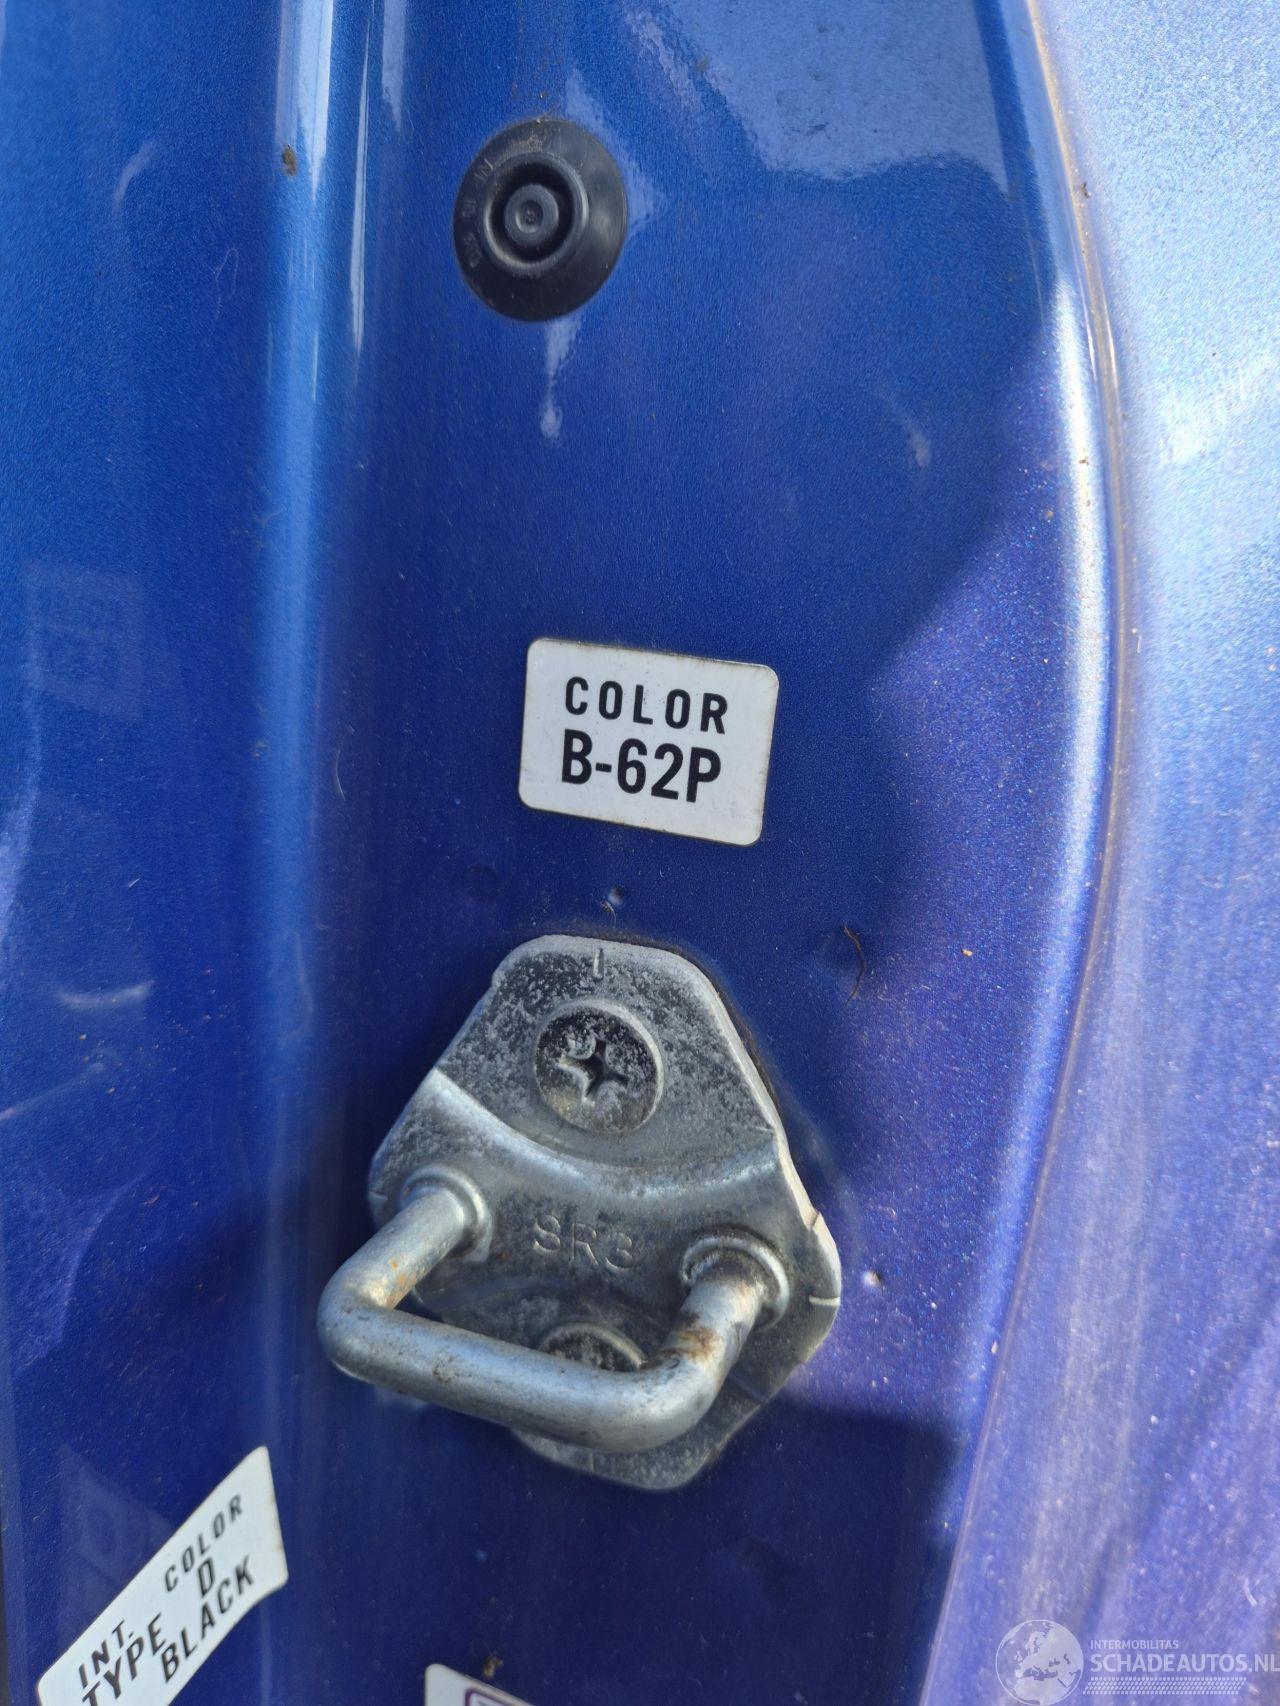 COLOR
B-62P
SR3
COLOR
D
INT.
TYPE BLACK
INTERMOBILITAS
SCHADEAUTOS.NL